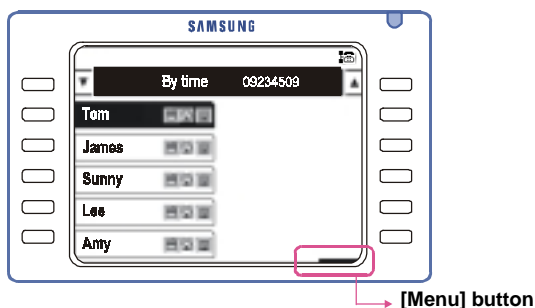 SAMSUNG
By time 09234509
Tom
James
Sunny
Lee
Amy
[Menu] button